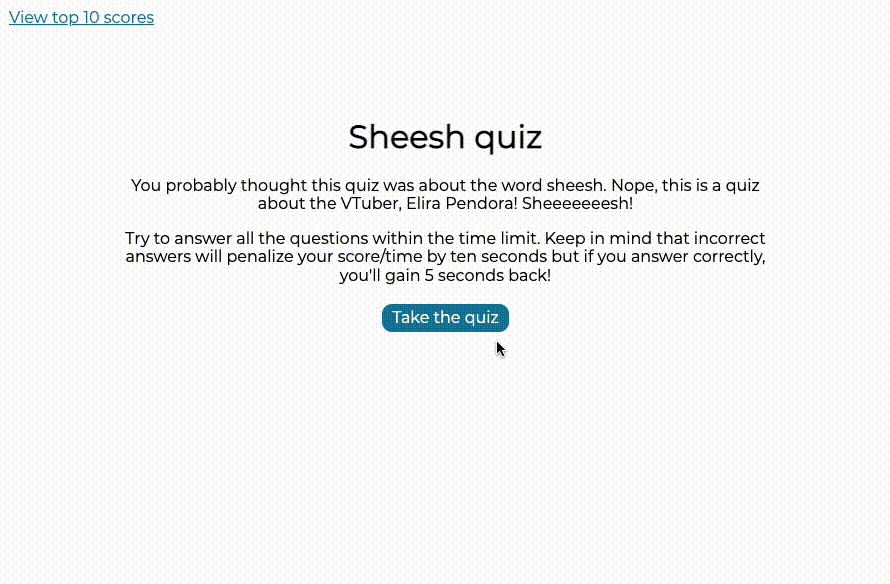 View top 10 scores
Sheesh quiz
You probably thought this quiz was about the word sheesh. Nope, this is a quiz
about the VTuber, Elira Pendora! Sheeeeeeesh!
Try to answer all the questions within the time limit. Keep in mind that incorrect
answers will penalize your score/time by ten seconds but if you answer correctly,
you'll gain 5 seconds back!
Take the quiz